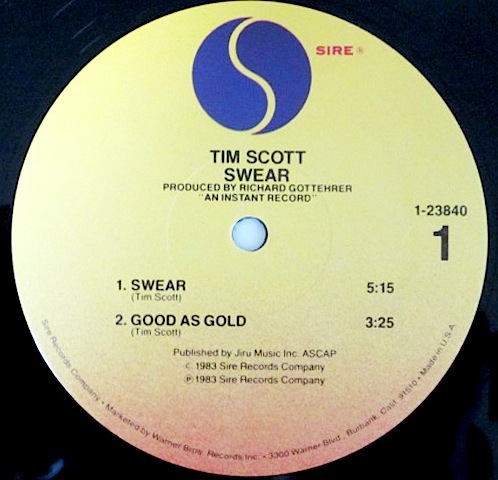 SIRE ®
TIM SCOTT
SWEAR
PRODUCED BY RICHARD GOTTEHRER
"AN INSTANT RECORD"
1-23840
1
1. SWEAR 5:15
(Tim Scott)
2. GOOD AS GOLD 3:25
(Tim Scott)
Published by Jiru Music Inc. ASCAP
© 1983 Sire Records Company
℗ 1983 Sire Records Company
Sire Records Company • Marketed by Warner Bros. Records Inc. • 3300 Warner Blvd., Burbank, Calif. 91510 • Made in U.S.A.